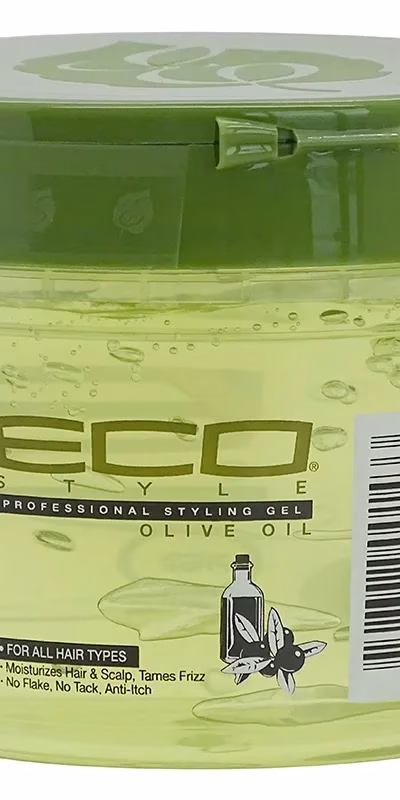 ECO®
STYLE
PROFESSIONAL STYLING GEL
OLIVE OIL
• FOR ALL HAIR TYPES
· Moisturizes Hair & Scalp, Tames Frizz
· No Flake, No Tack, Anti-Itch